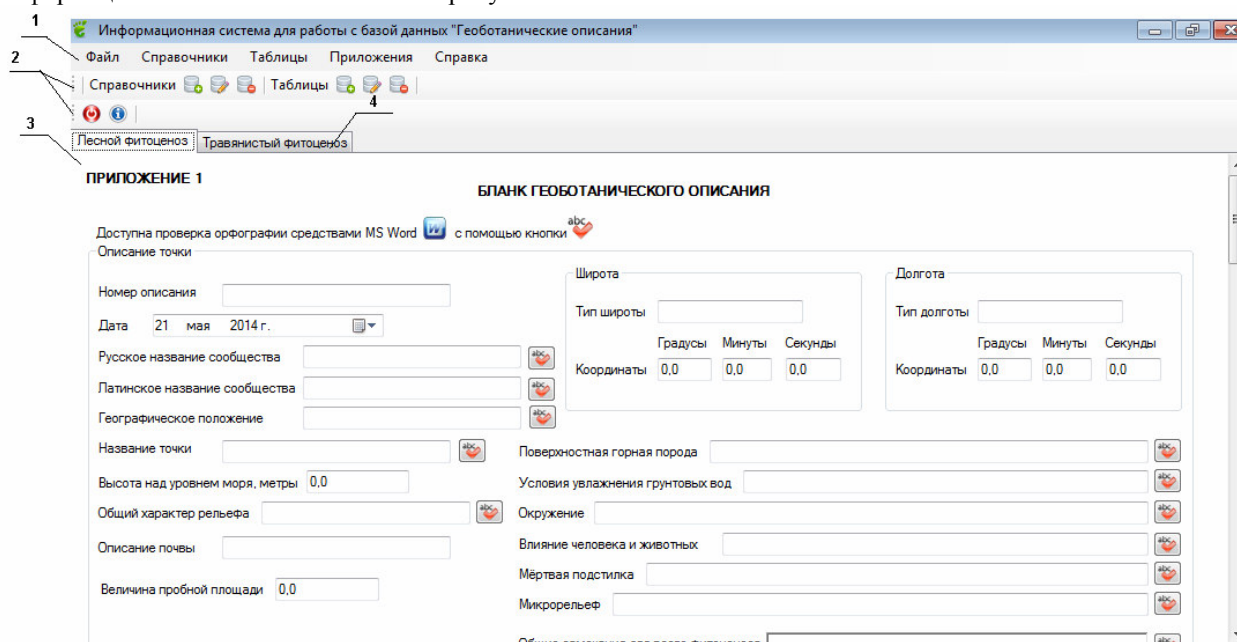 1
Информационная система для работы с базой данных "Геоботанические описания"
2
Файл Справочники Таблицы Приложения Справка
Справочники Таблицы
4
3
Лесной фитоценоз Травянистый фитоценоз
ПРИЛОЖЕНИЕ 1
БЛАНК ГЕОБОТАНИЧЕСКОГО ОПИСАНИЯ
Доступна проверка орфографии средствами MS Word с помощью кнопки
Описание точки
Широта Долгота
Номер описания
Тип широты Тип долготы
Дата 21 мая 2014 г.
Градусы Минуты Секунды Градусы Минуты Секунды
Русское название сообщества
Координаты 0,0 0,0 0,0 Координаты 0,0 0,0 0,0
Латинское название сообщества
Географическое положение
Название точки Поверхностная горная порода
Высота над уровнем моря, метры 0,0 Условия увлажнения грунтовых вод
Общий характер рельефа Окружение
Описание почвы Влияние человека и животных
Мёртвая подстилка
Величина пробной площади 0,0
Микрорельеф